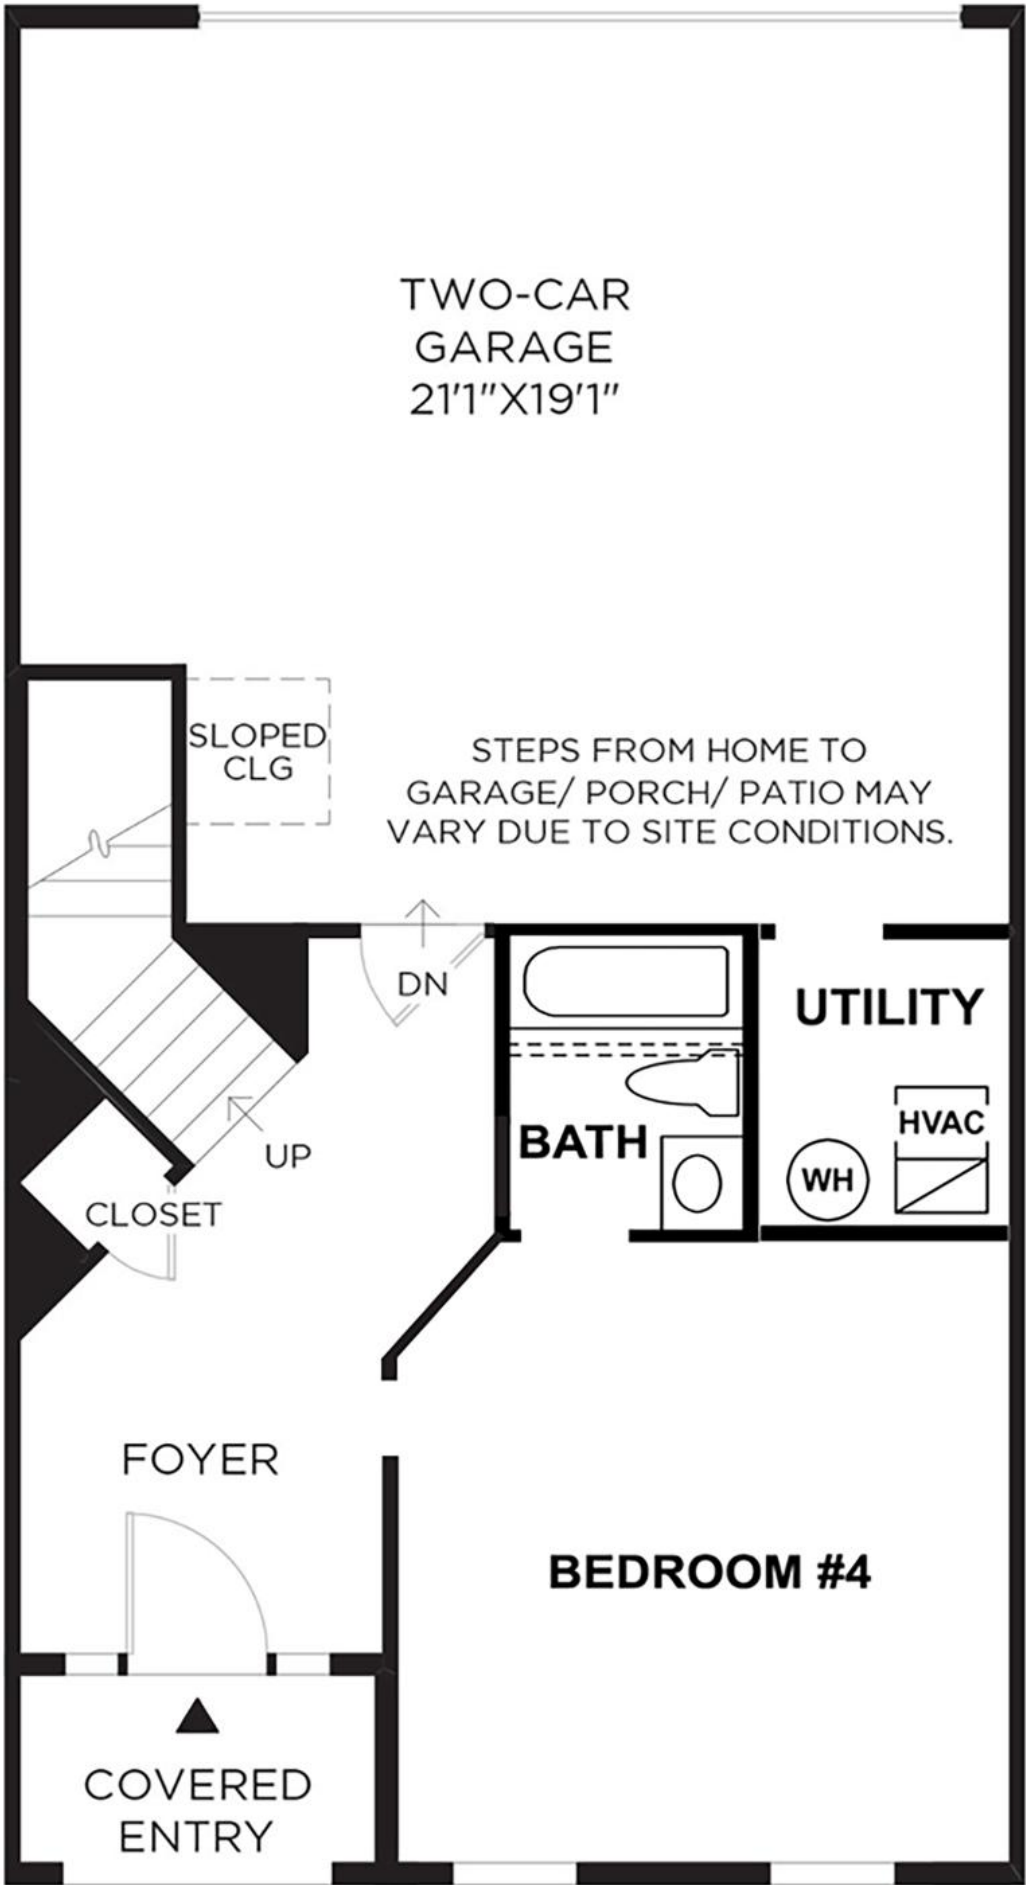 TWO-CAR
GARAGE
21'1"X19'1"
SLOPED
CLG
STEPS FROM HOME TO
GARAGE/ PORCH/ PATIO MAY
VARY DUE TO SITE CONDITIONS.
DN
UTILITY
HVAC
BATH
WH
UP
CLOSET
FOYER
BEDROOM #4
COVERED
ENTRY